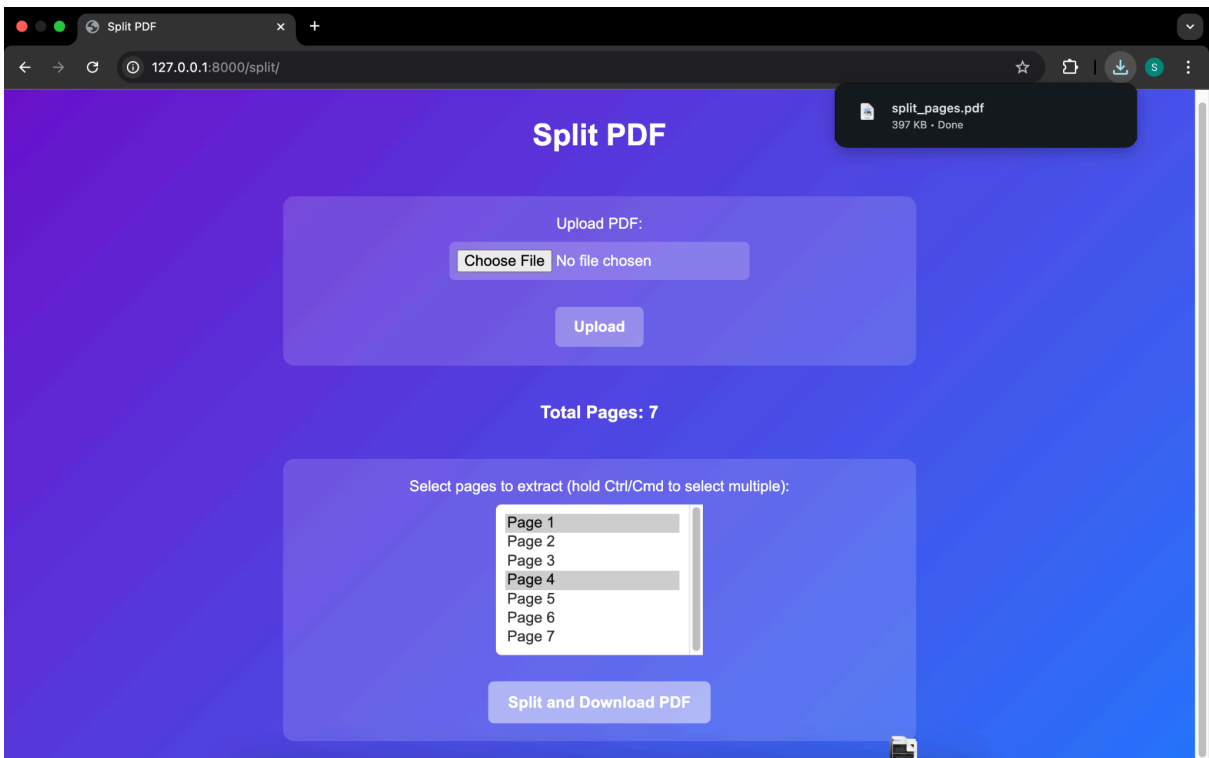 Split PDF
127.0.0.1:8000/split/
S
split_pages.pdf
397 KB • Done
Split PDF
Upload PDF:
Choose File No file chosen
Upload
Total Pages: 7
Select pages to extract (hold Ctrl/Cmd to select multiple):
Page 1
Page 2
Page 3
Page 4
Page 5
Page 6
Page 7
Split and Download PDF